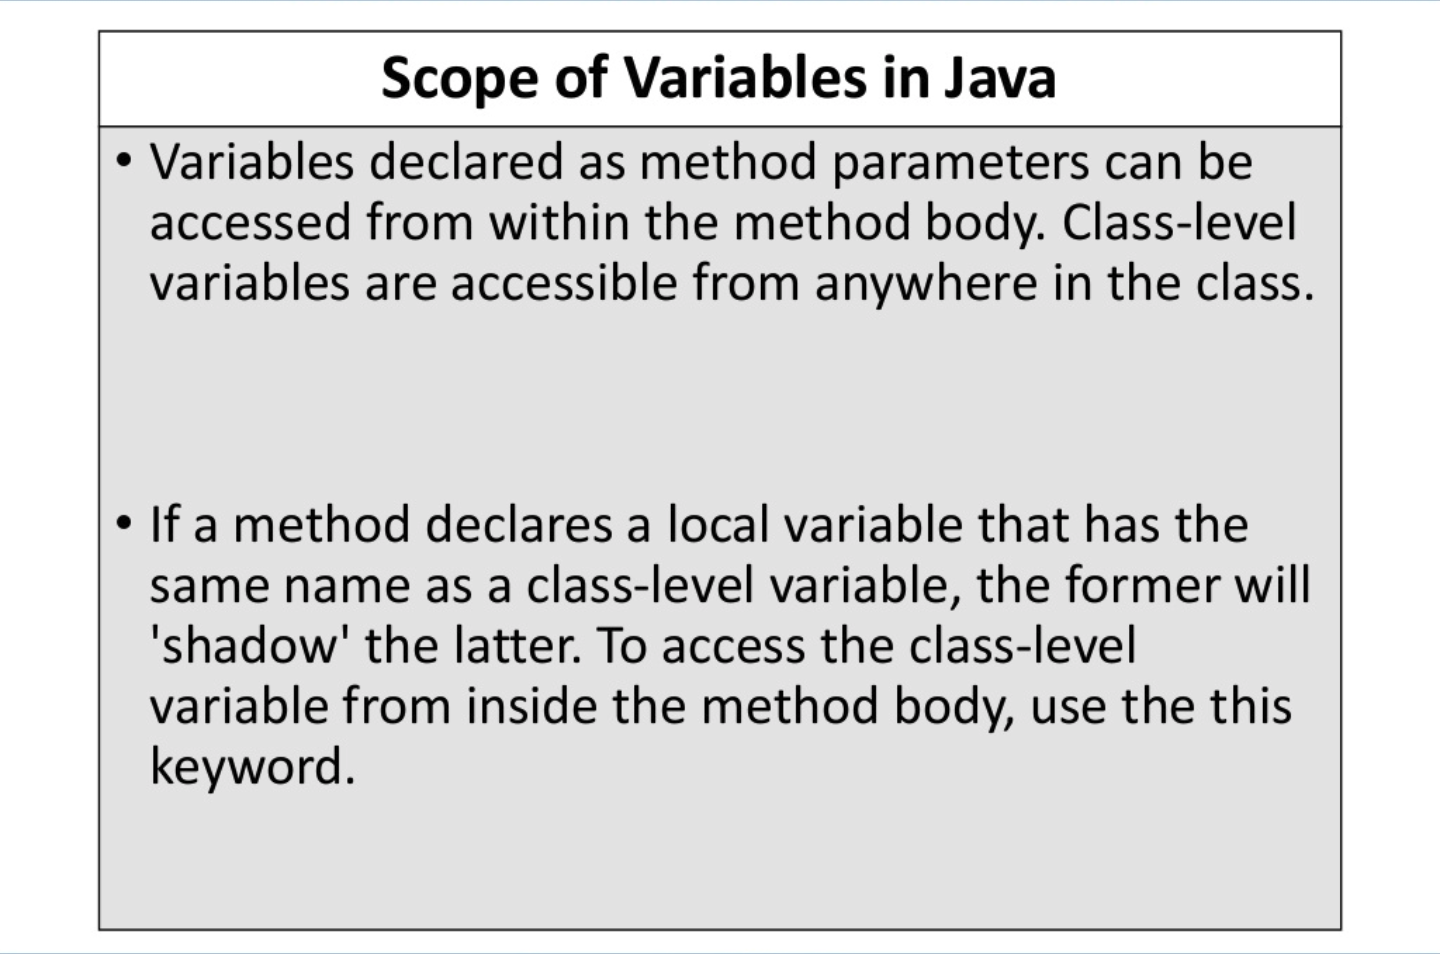 Scope of Variables in Java
• Variables declared as method parameters can be
accessed from within the method body. Class-level
variables are accessible from anywhere in the class.
• If a method declares a local variable that has the
same name as a class-level variable, the former will
'shadow' the latter. To access the class-level
variable from inside the method body, use the this
keyword.